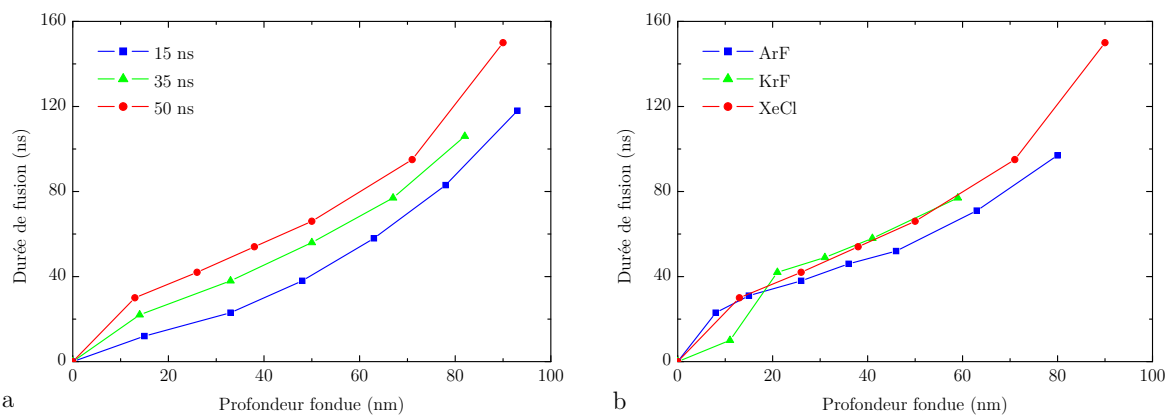 160
120
80
40
0
Durée de fusion (ns)
15 ns
35 ns
50 ns
0 20 40 60 80 100
Profondeur fondue (nm)
a
160
120
80
40
0
Durée de fusion (ns)
ArF
KrF
XeCl
0 20 40 60 80 100
Profondeur fondue (nm)
b